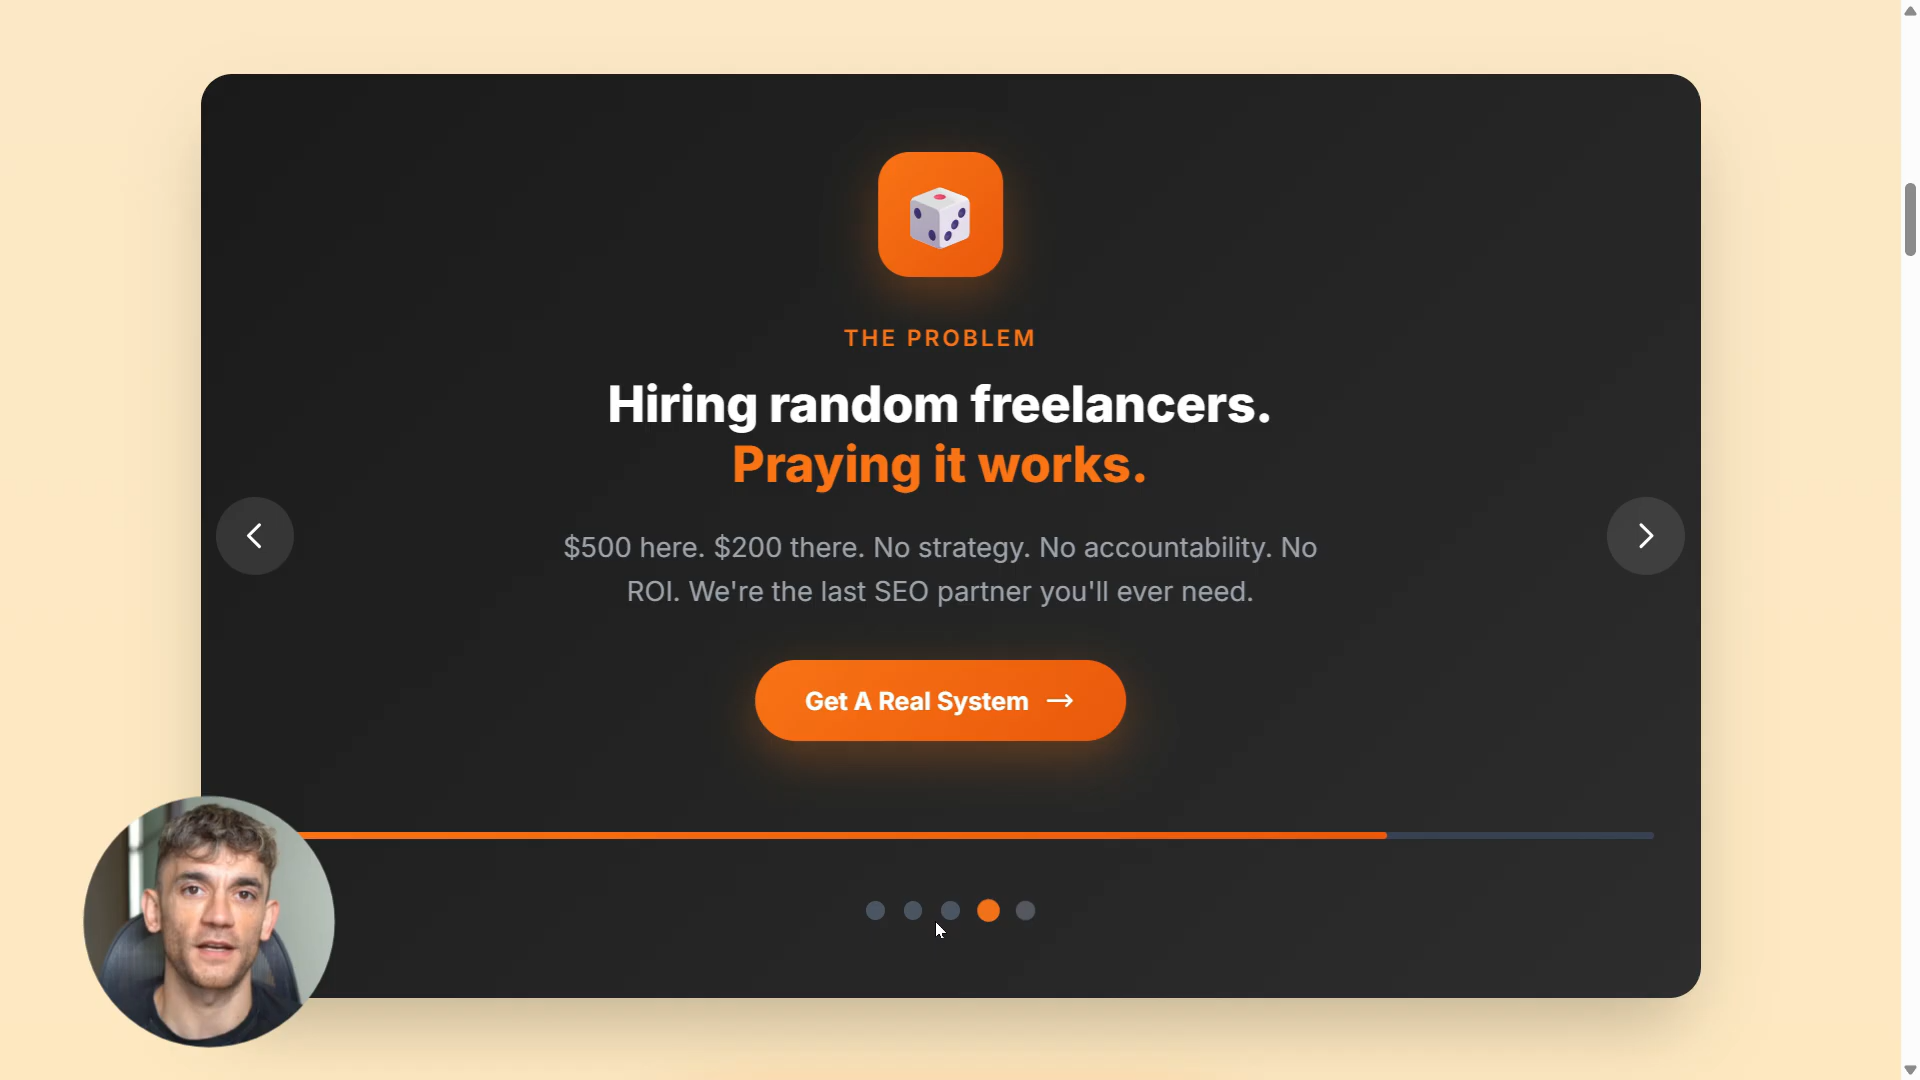 THE PROBLEM
Hiring random freelancers.
Praying it works.
$500 here. $200 there. No strategy. No accountability. No
ROI. We're the last SEO partner you'll ever need.
Get A Real System →